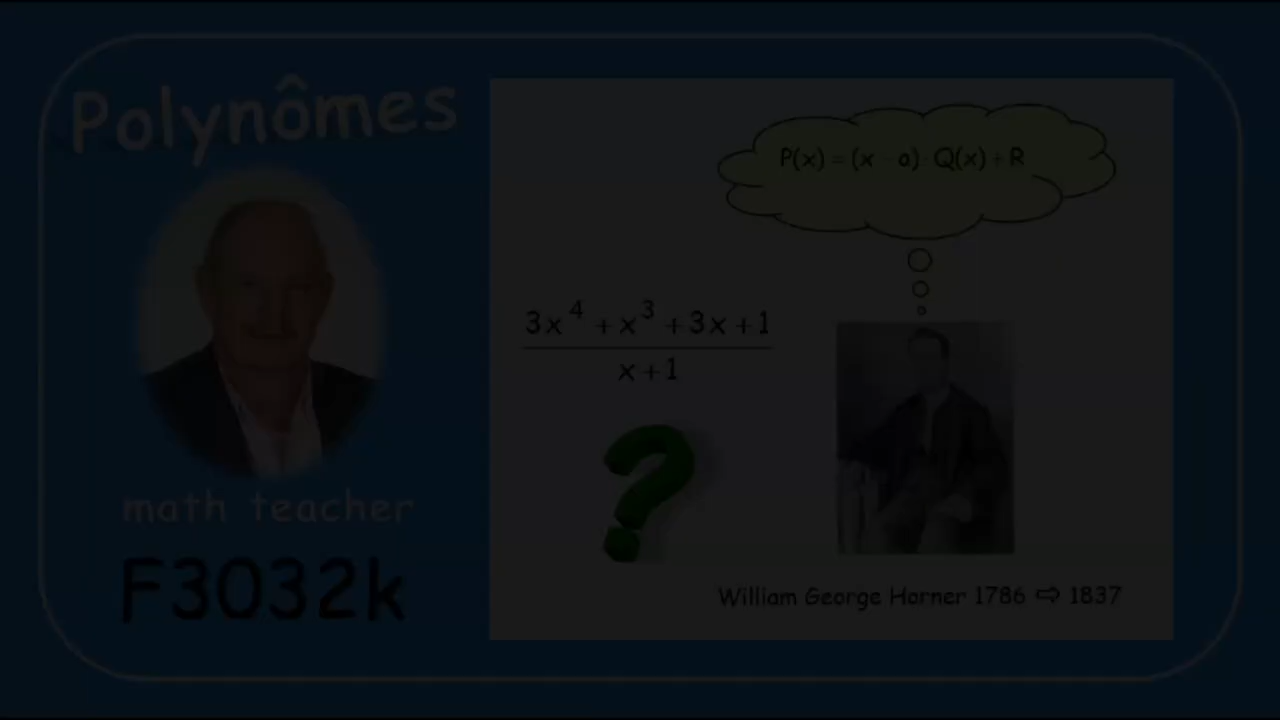 Polynômes
P(x) = (x - a) · Q(x) + R
3x⁴ + x³ + 3x + 1
x + 1
math teacher
F3032k
William George Horner 1786 ⇨ 1837